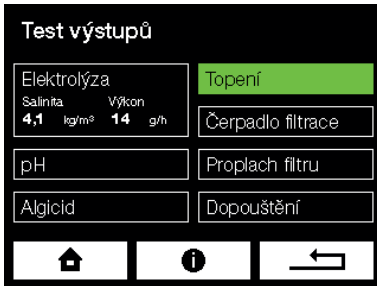 Test výstupů
Elektrolýza
Salinita Výkon
4,1 kg/m³ 14 g/h
pH
Algicid
Topení
Čerpadlo filtrace
Proplach filtru
Dopouštění